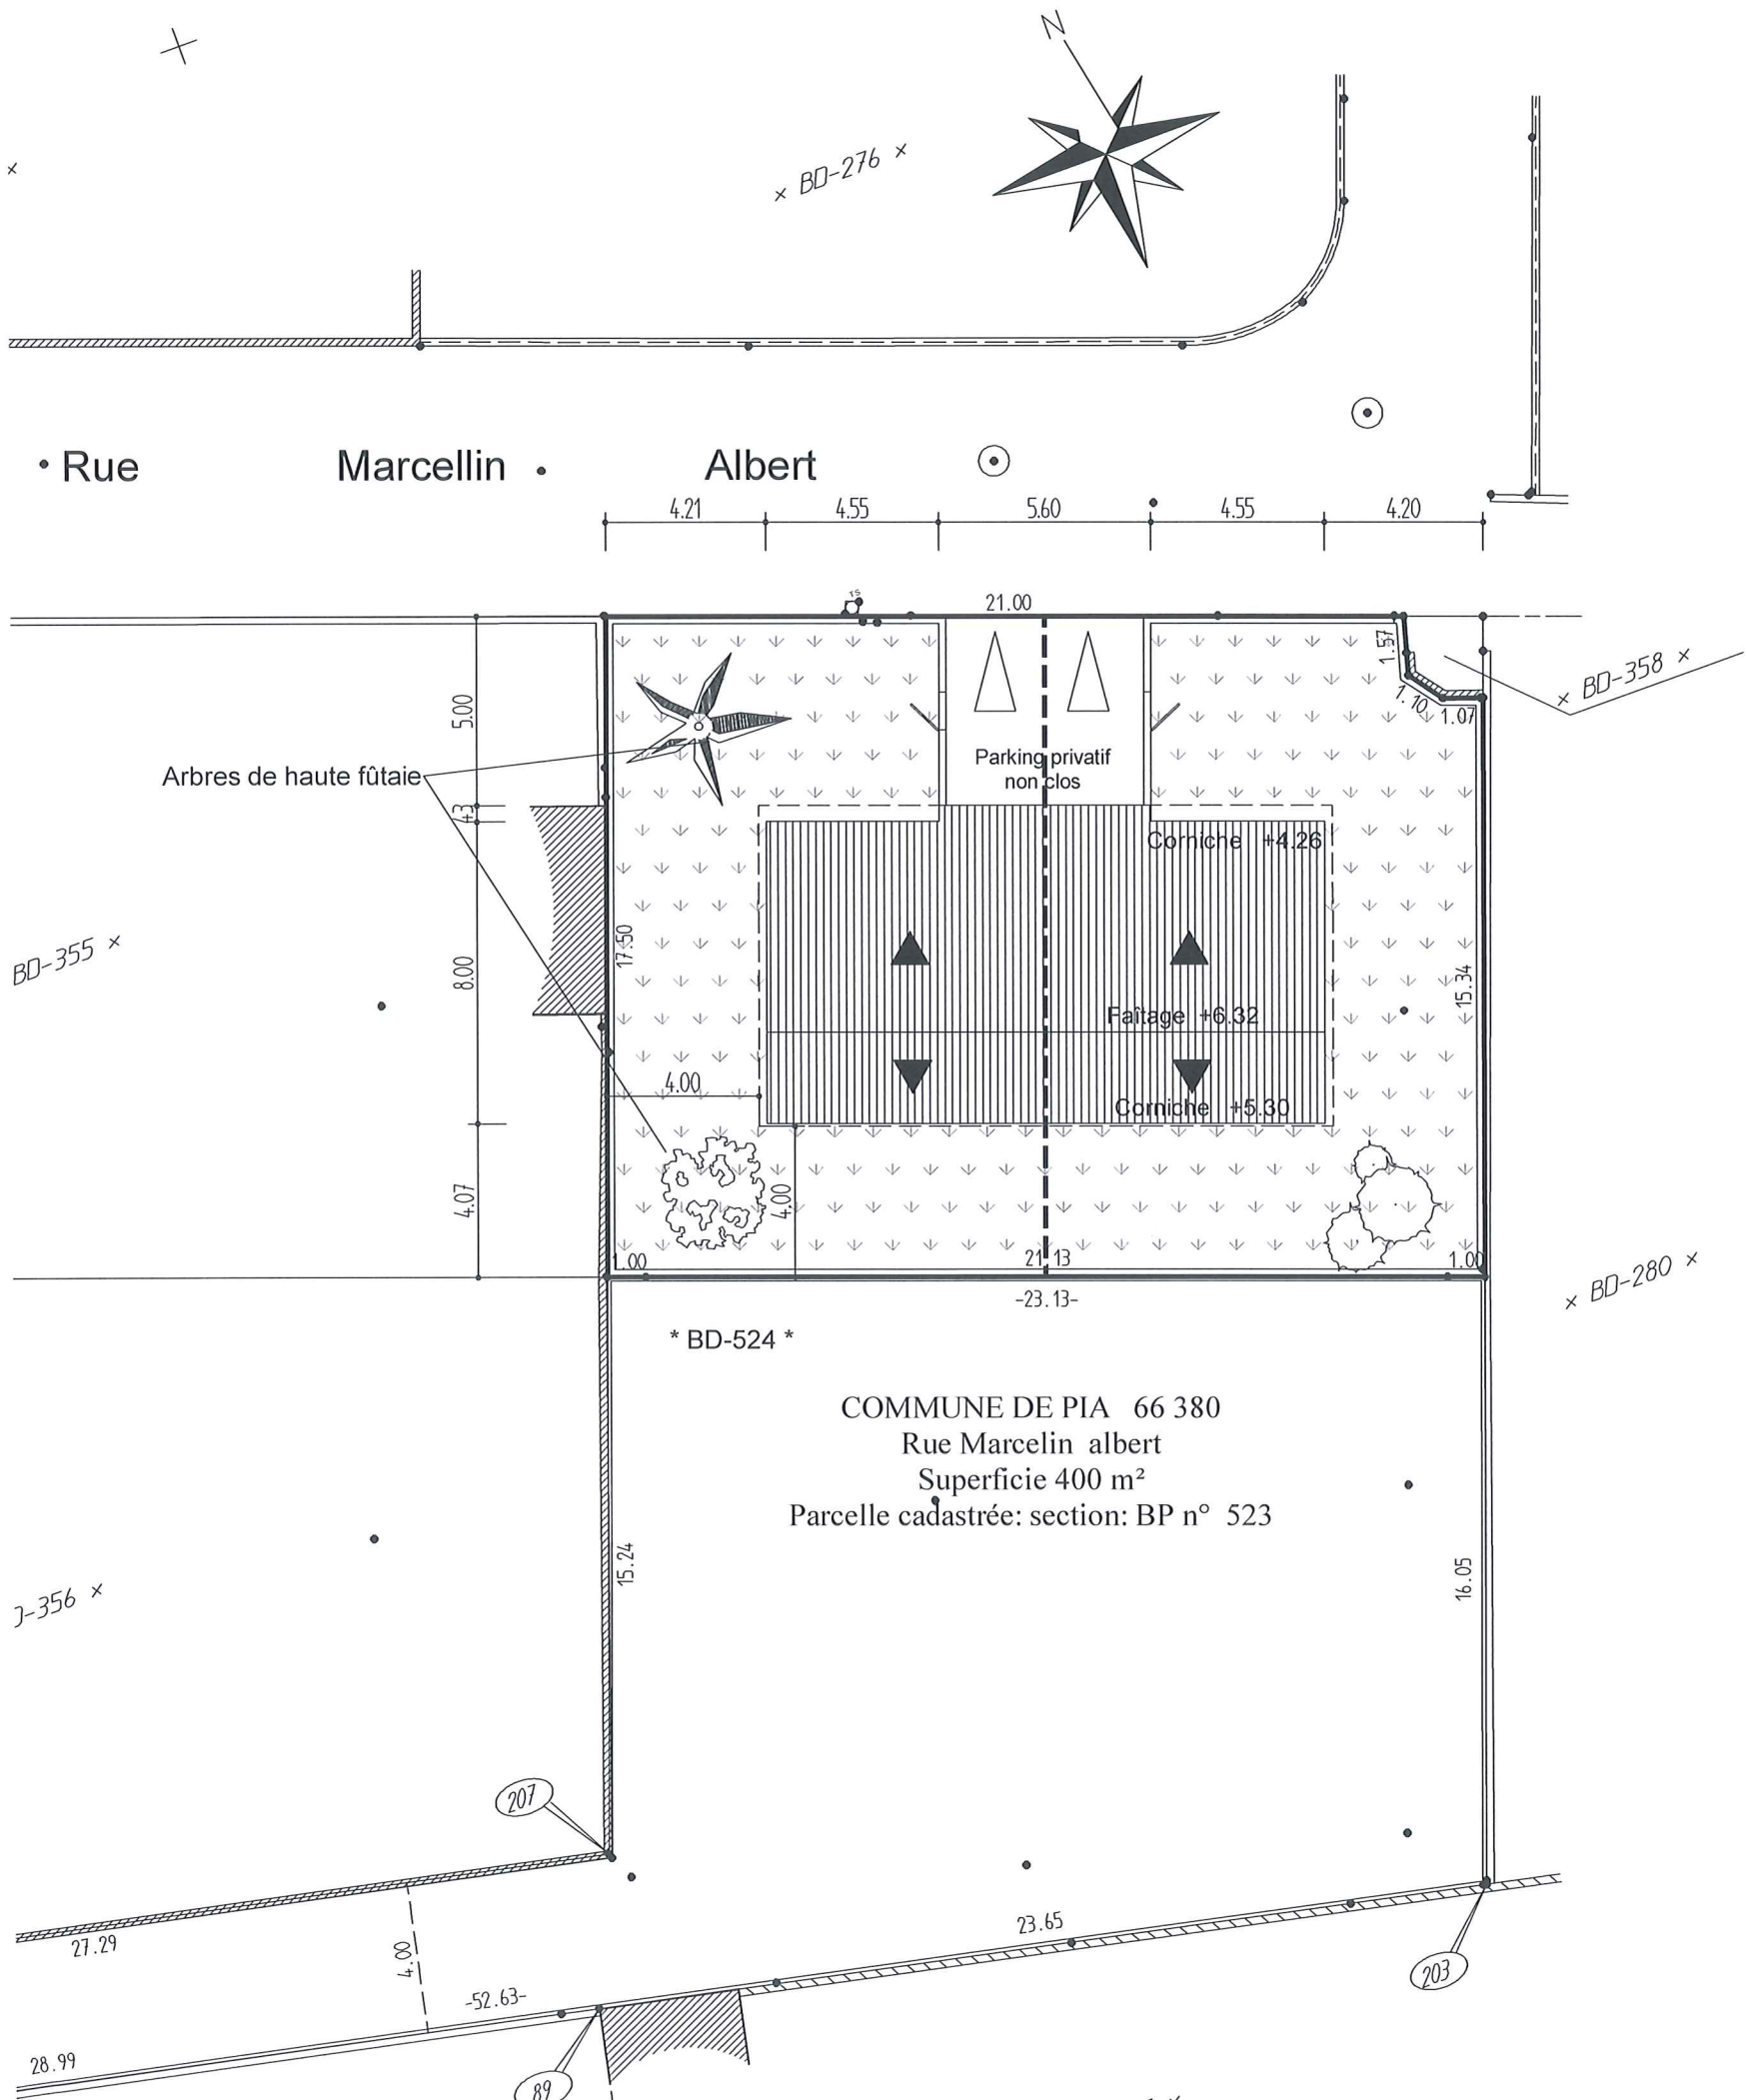 N
× BD-276 ×
Rue Marcellin Albert
4.21 4.55 5.60 4.55 4.20
TS
21.00
1.57
1.10
1.07
× BD-358 ×
5.00
Arbres de haute fûtaie
Parking privatif
non clos
43
Corniche +4.26
17.50
BD-355 ×
8.00
15.34
Faîtage +6.32
4.00
Corniche +5.30
4.07
4.00
1.00
21.13
1.00
-23.13-
× BD-280 ×
* BD-524 *
COMMUNE DE PIA 66 380
Rue Marcelin albert
Superficie 400 m²
Parcelle cadastrée: section: BP n° 523
15.24
16.05
-356 ×
207
27.29
4.00
23.65
203
-52.63-
28.99
89